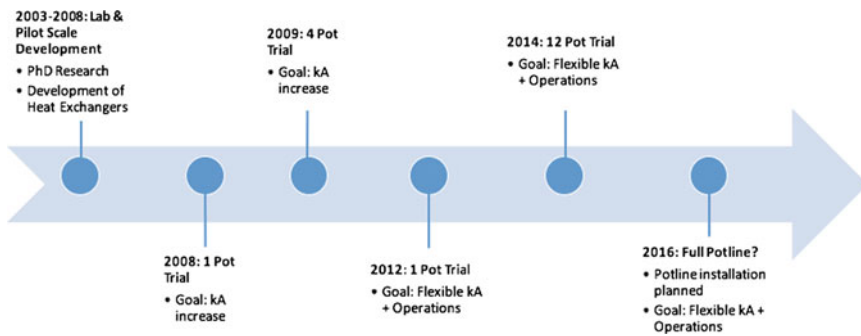 2003-2008: Lab &
Pilot Scale
Development
• PhD Research
• Development of
Heat Exchangers
2008: 1 Pot
Trial
• Goal: kA
increase
2009: 4 Pot
Trial
• Goal: kA
increase
2012: 1 Pot Trial
• Goal: Flexible kA
+ Operations
2014: 12 Pot Trial
• Goal: Flexible kA
+ Operations
2016: Full Potline?
• Potline installation
planned
• Goal: Flexible kA +
Operations